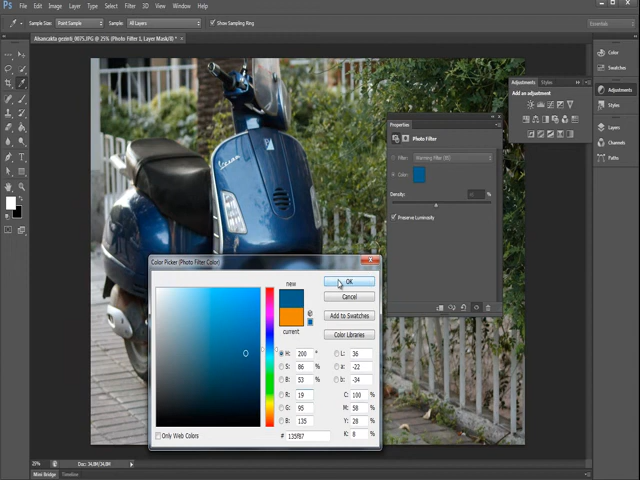 Ps File Edit Image Layer Type Select Filter 3D View Window Help
Sample Size: Point Sample Sample: All Layers Show Sampling Ring
Essentials
Alsancakta gezinti_0075.JPG @ 25% (Photo Filter 1, Layer Mask/8) *
Color
Swatches
Adjustments
Styles
Layers
Channels
Paths
Adjustments Styles
Add an adjustment
Properties
Photo Filter
Filter: Warming Filter (85)
Color:
Density: %
Preserve Luminosity
Vespa
Color Picker (Photo Filter Color)
new
current
OK
Cancel
Add to Swatches
Color Libraries
H: 200 °
S: 86 %
B: 53 %
R: 19
G: 95
B: 135
L: 36
a: -22
b: -34
C: 100 %
M: 58 %
Y: 28 %
K: 8 %
# 135f87
Only Web Colors
25% Doc: 34,8M/34,8M
Mini Bridge Timeline